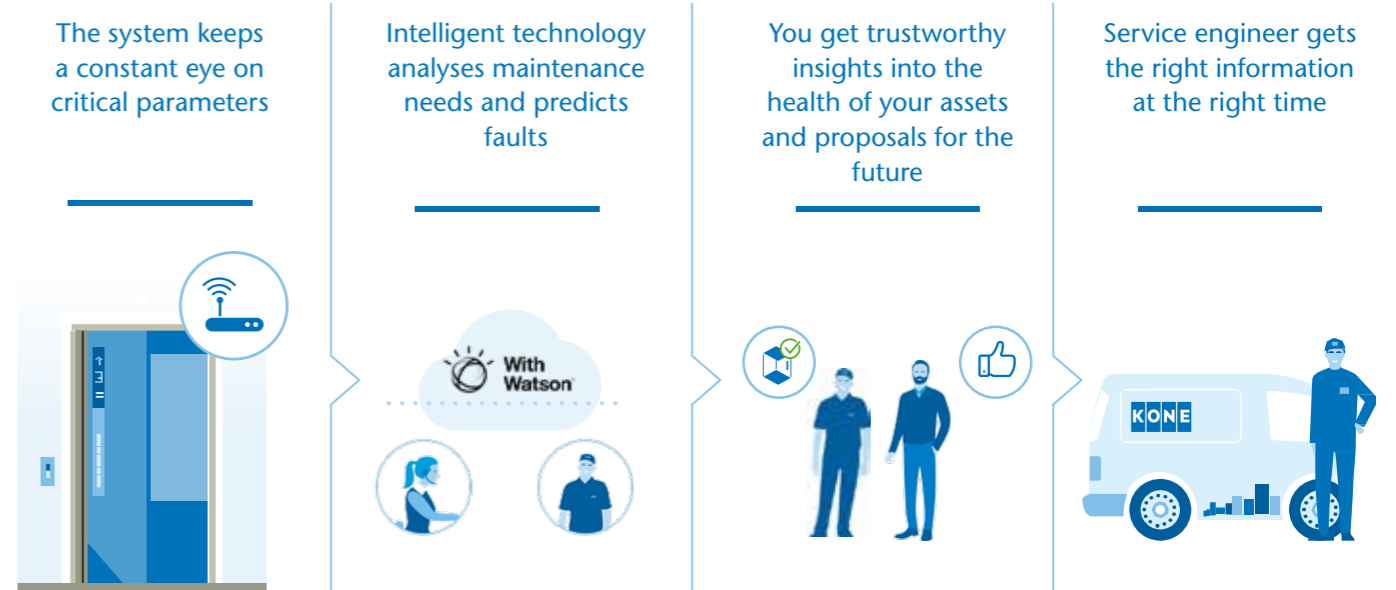 The system keeps
a constant eye on
critical parameters
Intelligent technology
analyses maintenance
needs and predicts
faults
You get trustworthy
insights into the
health of your assets
and proposals for the
future
Service engineer gets
the right information
at the right time
With
Watson
KONE